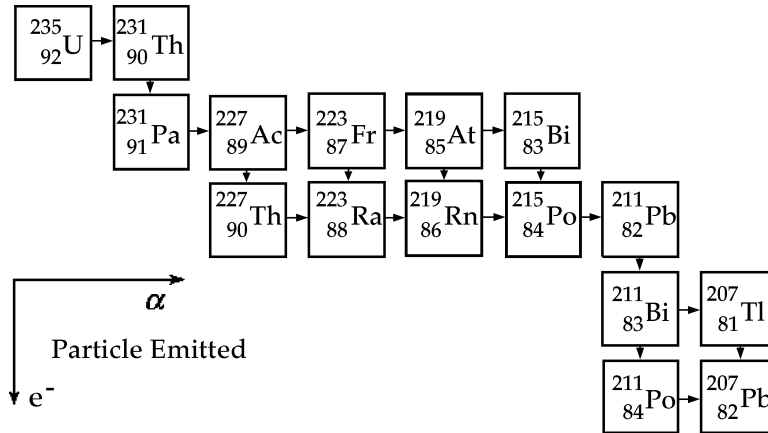 235 92 U 231 90 Th
231 91 Pa 227 89 Ac 223 87 Fr 219 85 At 215 83 Bi
227 90 Th 223 88 Ra 219 86 Rn 215 84 Po 211 82 Pb
α
211 83 Bi 207 81 Tl
Particle Emitted
e-
211 84 Po 207 82 Pb